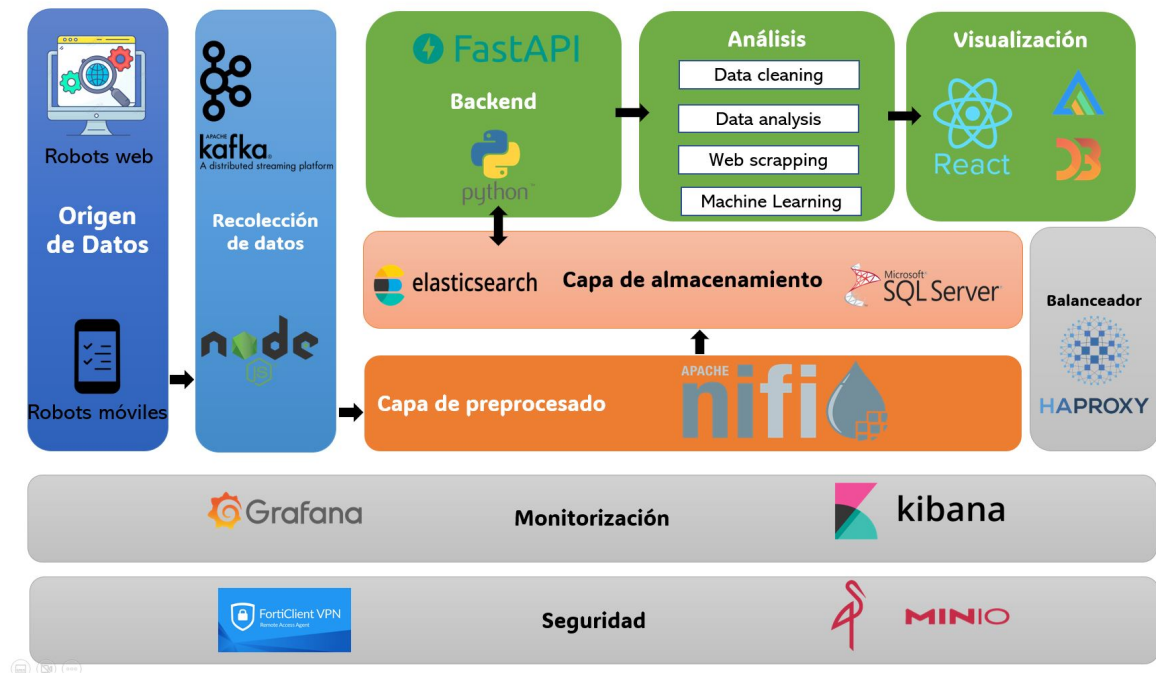 Robots web
Origen
de Datos
Robots móviles
APACHE
kafka®
A distributed streaming platform
Recolección
de datos
node
JS
FastAPI
Backend
python™
Análisis
Data cleaning
Data analysis
Web scrapping
Machine Learning
Visualización
React
D3
elasticsearch
Capa de almacenamiento
Microsoft®
SQL Server®
Capa de preprocesado
APACHE
nifi
Balanceador
HAPROXY
Grafana
Monitorización
kibana
FortiClient VPN
Remote Access Agent
Seguridad
MINIO